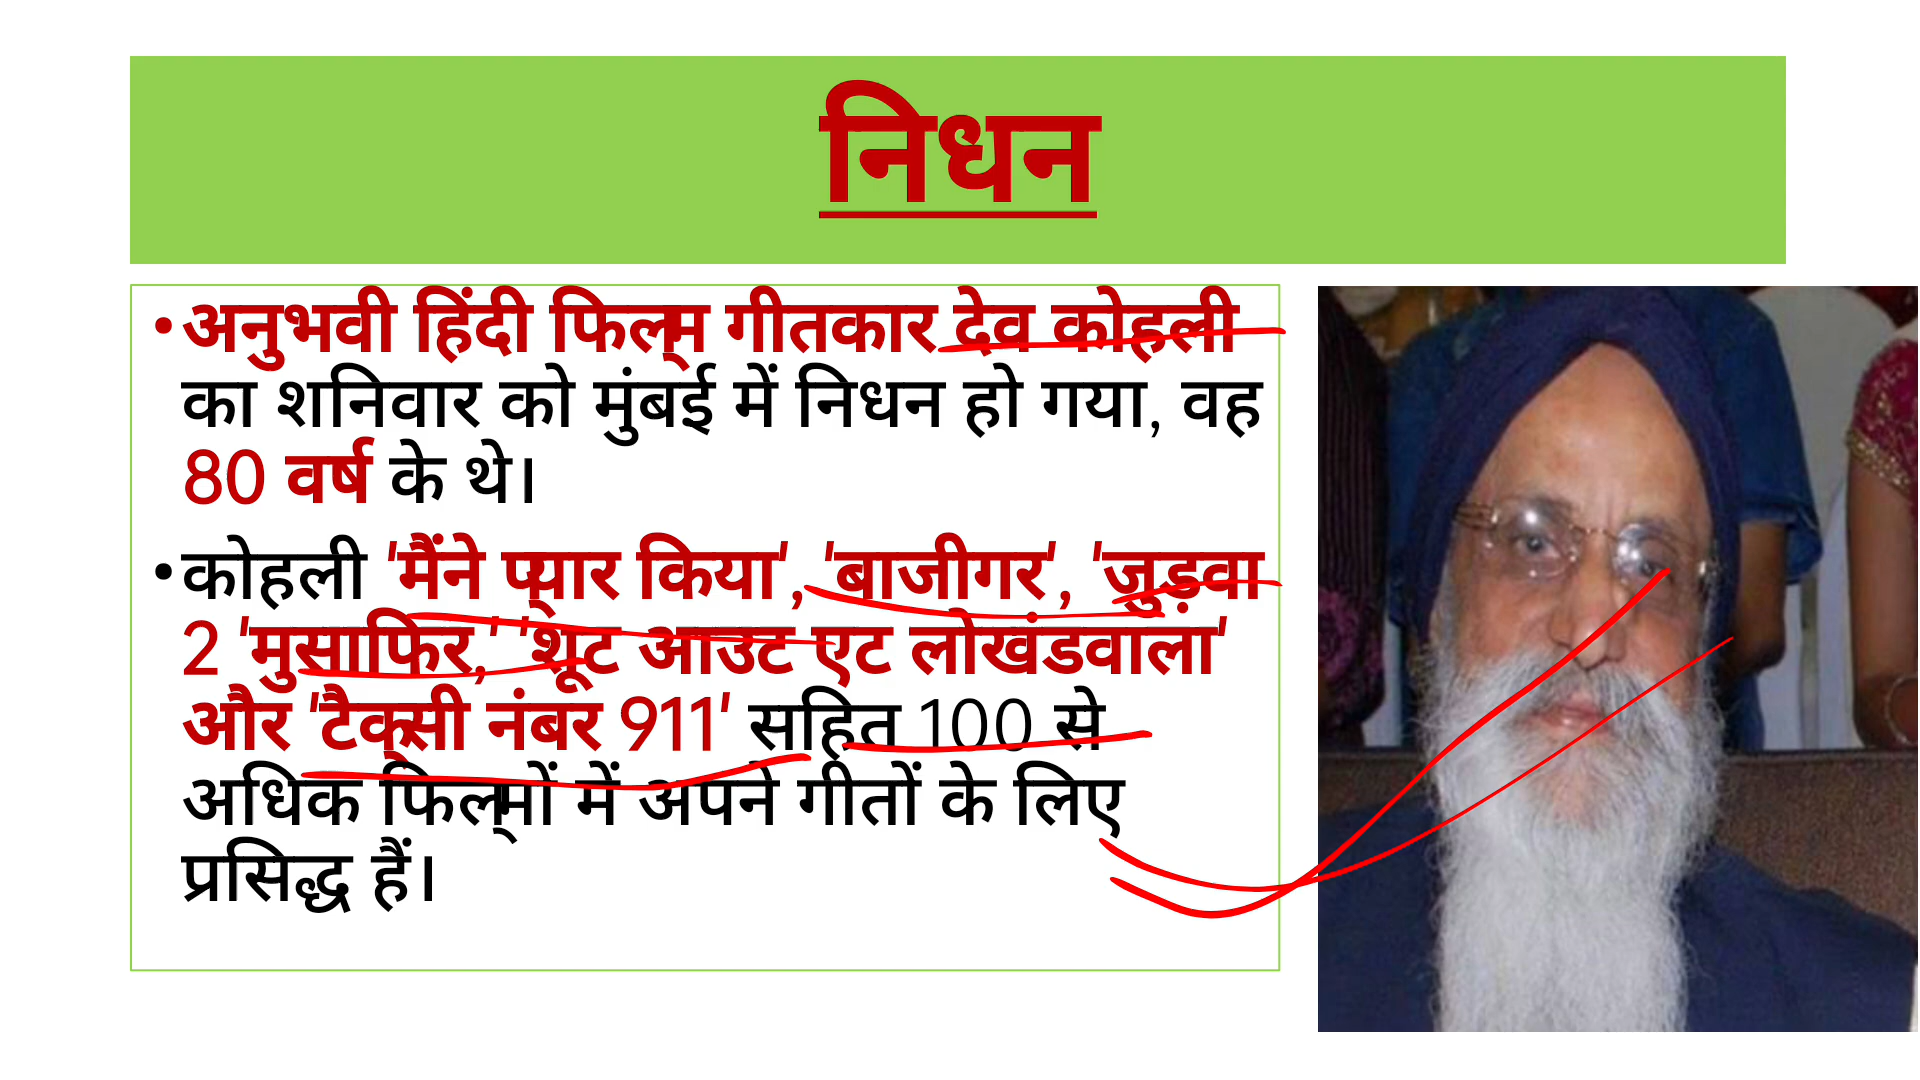 निधन
•अनुभवी हिंदी फिल्म गीतकार देव कोहली
का शनिवार को मुंबई में निधन हो गया, वह
80 वर्ष के थे।
•कोहली 'मैंने प्यार किया', 'बाजीगर', 'जुड़वा
2 'मुसाफिर,' 'शूट आउट एट लोखंडवाला'
और 'टैक्सी नंबर 911' सहित 100 से
अधिक फिल्मों में अपने गीतों के लिए
प्रसिद्ध हैं।